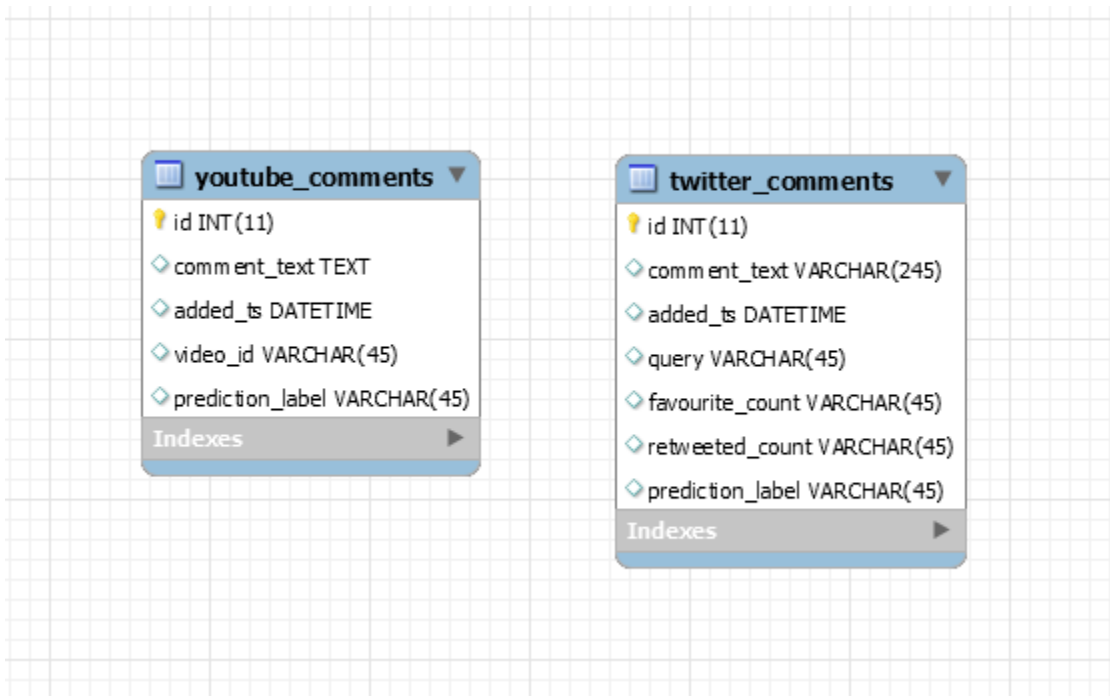 youtube_comments
id INT(11)
comment_text TEXT
added_ts DATETIME
video_id VARCHAR(45)
prediction_label VARCHAR(45)
Indexes
twitter_comments
id INT(11)
comment_text VARCHAR(245)
added_ts DATETIME
query VARCHAR(45)
favourite_count VARCHAR(45)
retweeted_count VARCHAR(45)
prediction_label VARCHAR(45)
Indexes